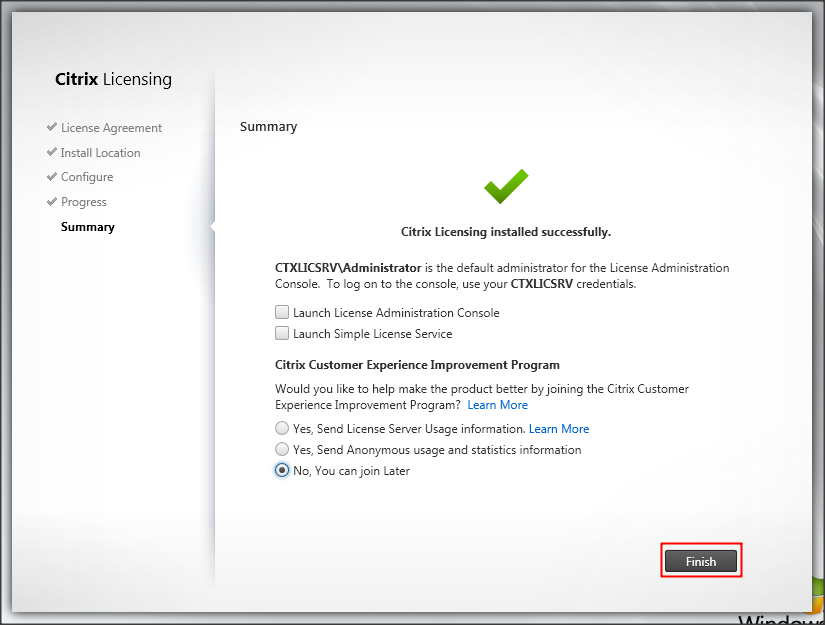 Citrix Licensing
License Agreement
Install Location
Configure
Progress
Summary
Summary
Citrix Licensing installed successfully.
CTXLICSRV\Administrator is the default administrator for the License Administration
Console. To log on to the console, use your CTXLICSRV credentials.
Launch License Administration Console
Launch Simple License Service
Citrix Customer Experience Improvement Program
Would you like to help make the product better by joining the Citrix Customer
Experience Improvement Program? Learn More
Yes, Send License Server Usage information. Learn More
Yes, Send Anonymous usage and statistics information
No, You can join Later
Finish
Windows